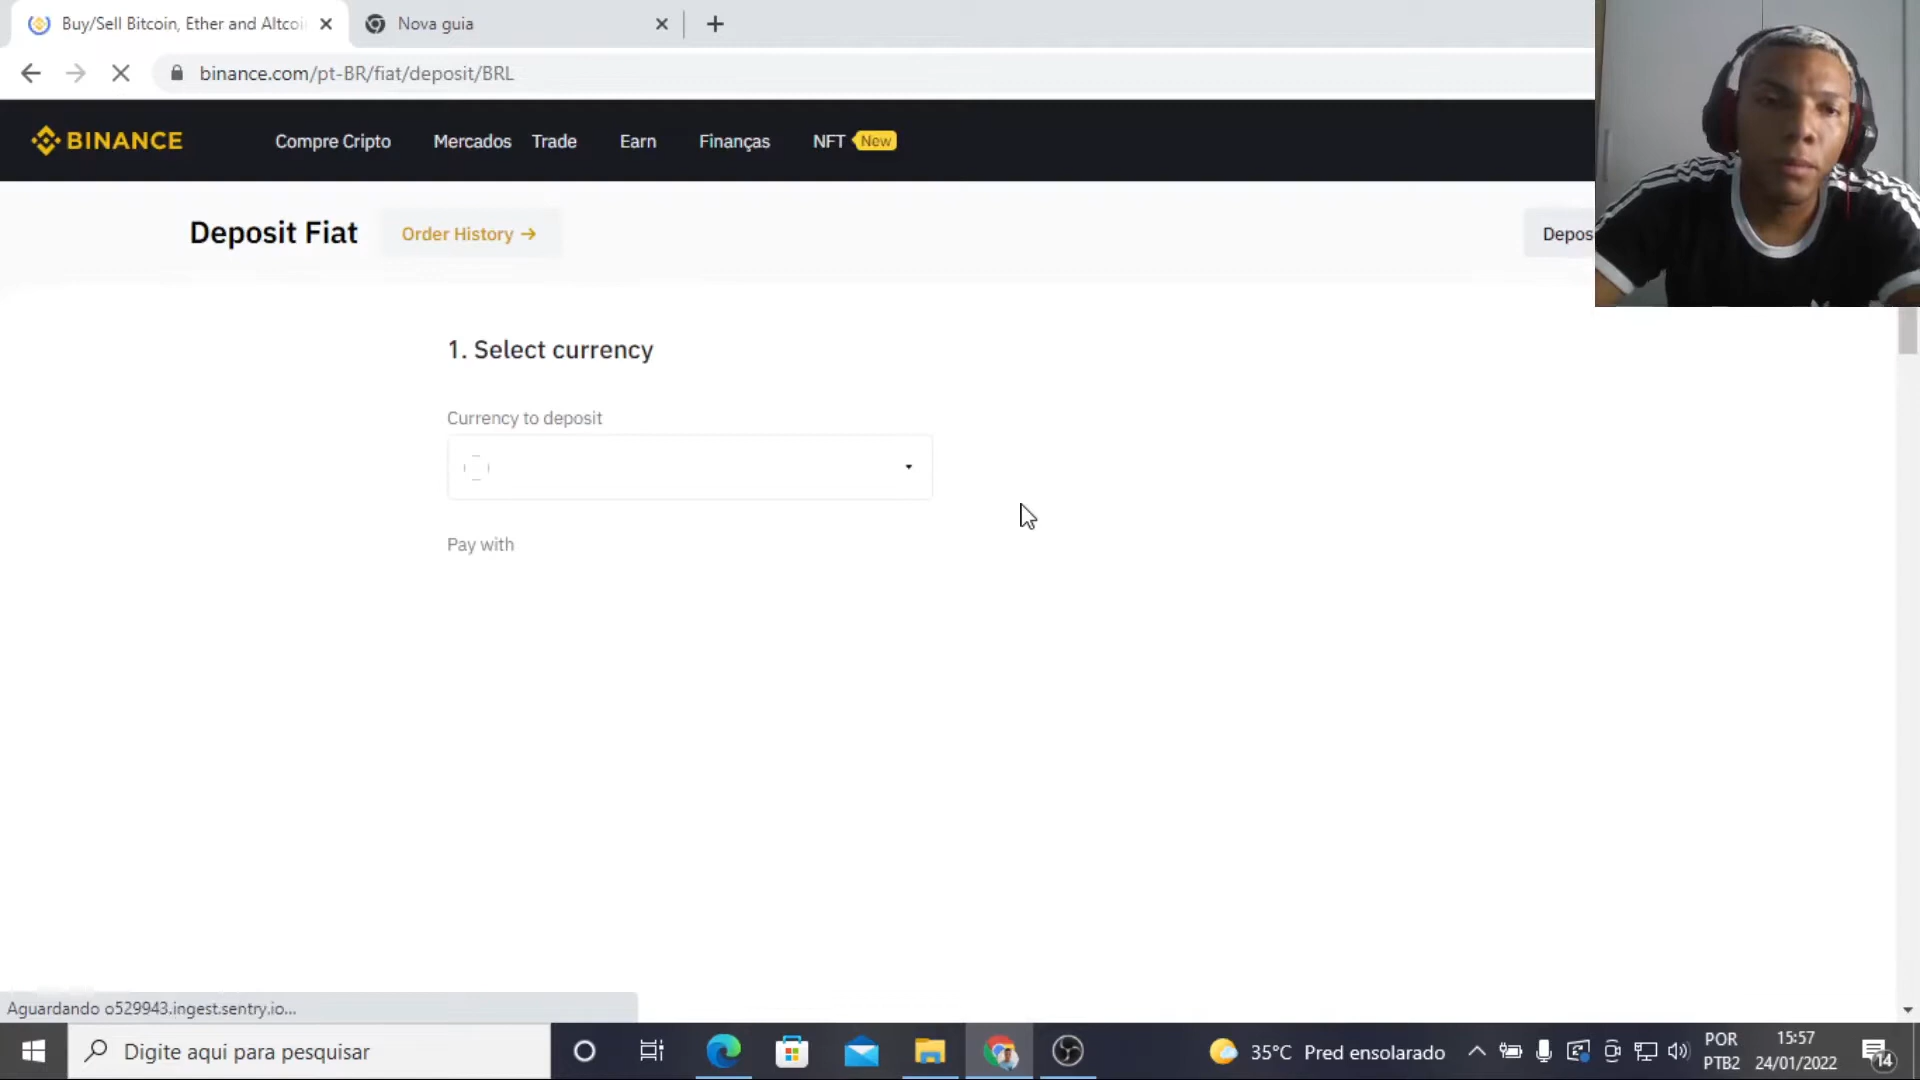 Buy/Sell Bitcoin, Ether and Altcoi
Nova guia
binance.com/pt-BR/fiat/deposit/BRL
BINANCE
Compre Cripto
Mercados
Trade
Earn
Finanças
NFT
New
Deposit Fiat
Order History →
Depos
1. Select currency
Currency to deposit
Pay with
Aguardando o529943.ingest.sentry.io...
Digite aqui para pesquisar
35°C Pred ensolarado
POR
PTB2
15:57
24/01/2022
14